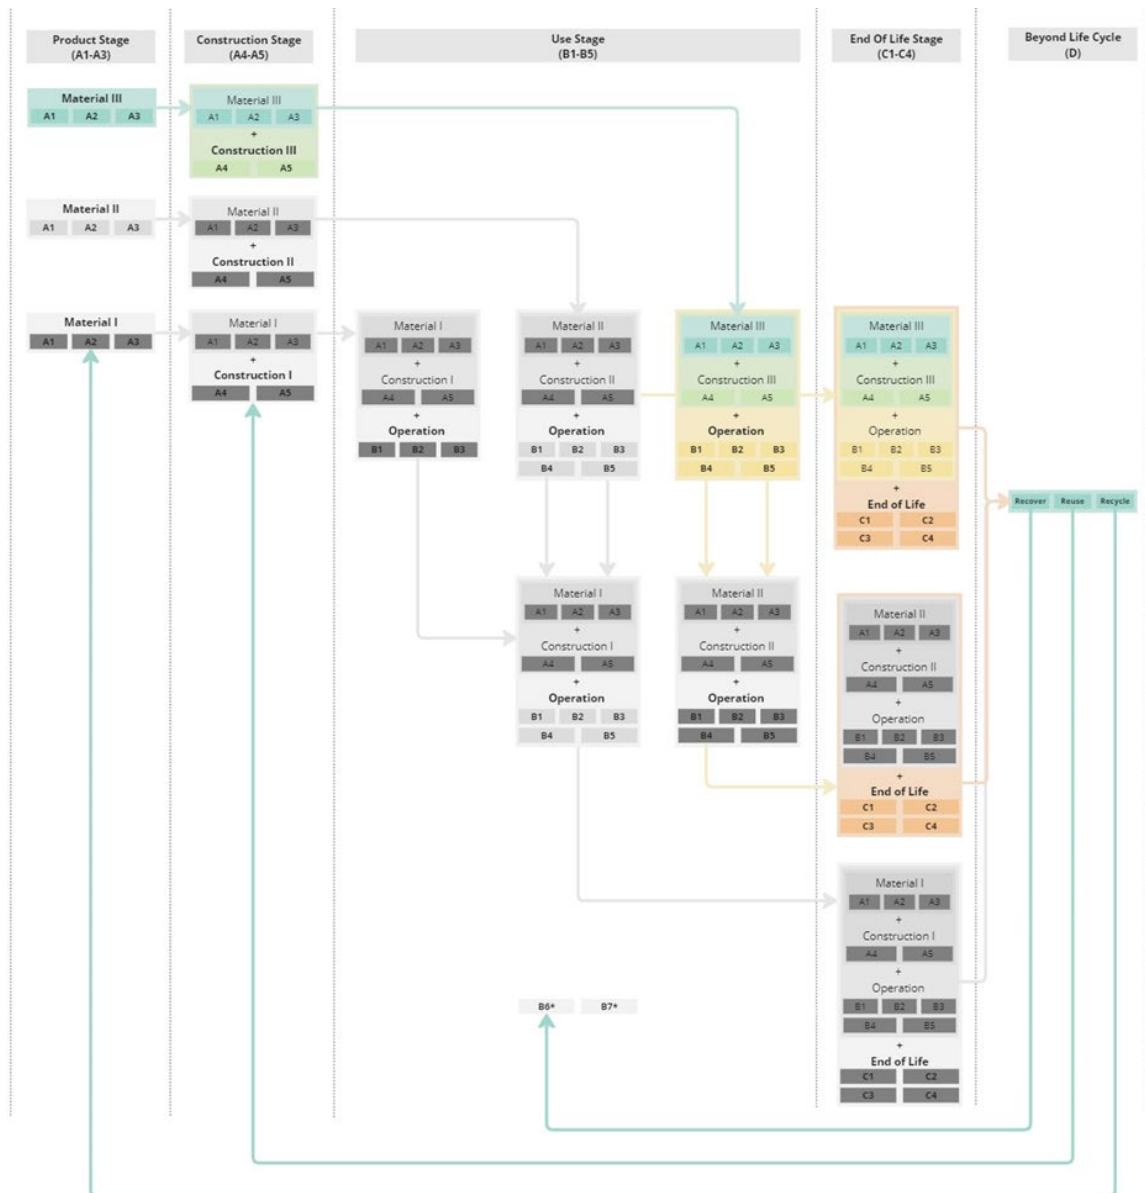 Product Stage
(A1-A3)
Construction Stage
(A4-A5)
Use Stage
(B1-B5)
End Of Life Stage
(C1-C4)
Beyond Life Cycle
(D)
Material III
A1 A2 A3
Material III
A1 A2 A3
+
Construction III
A4 A5
Material II
A1 A2 A3
Material II
A1 A2 A3
+
Construction II
A4 A5
Material I
A1 A2 A3
Material I
A1 A2 A3
+
Construction I
A4 A5
Material I
A1 A2 A3
+
Construction I
A4 A5
+
Operation
B1 B2 B3
Material II
A1 A2 A3
+
Construction II
A4 A5
+
Operation
B1 B2 B3
B4 B5
Material III
A1 A2 A3
+
Construction III
A4 A5
+
Operation
B1 B2 B3
B4 B5
Material III
A1 A2 A3
+
Construction III
A4 A5
+
Operation
B1 B2 B3
B4 B5
+
End of Life
C1 C2
C3 C4
Recover Reuse Recycle
Material I
A1 A2 A3
+
Construction I
A4 A5
+
Operation
B1 B2 B3
B4 B5
Material II
A1 A2 A3
+
Construction II
A4 A5
+
Operation
B1 B2 B3
B4 B5
Material II
A1 A2 A3
+
Construction II
A4 A5
+
Operation
B1 B2 B3
B4 B5
+
End of Life
C1 C2
C3 C4
Material I
A1 A2 A3
+
Construction I
A4 A5
+
Operation
B1 B2 B3
B4 B5
+
End of Life
C1 C2
C3 C4
B6* B7*